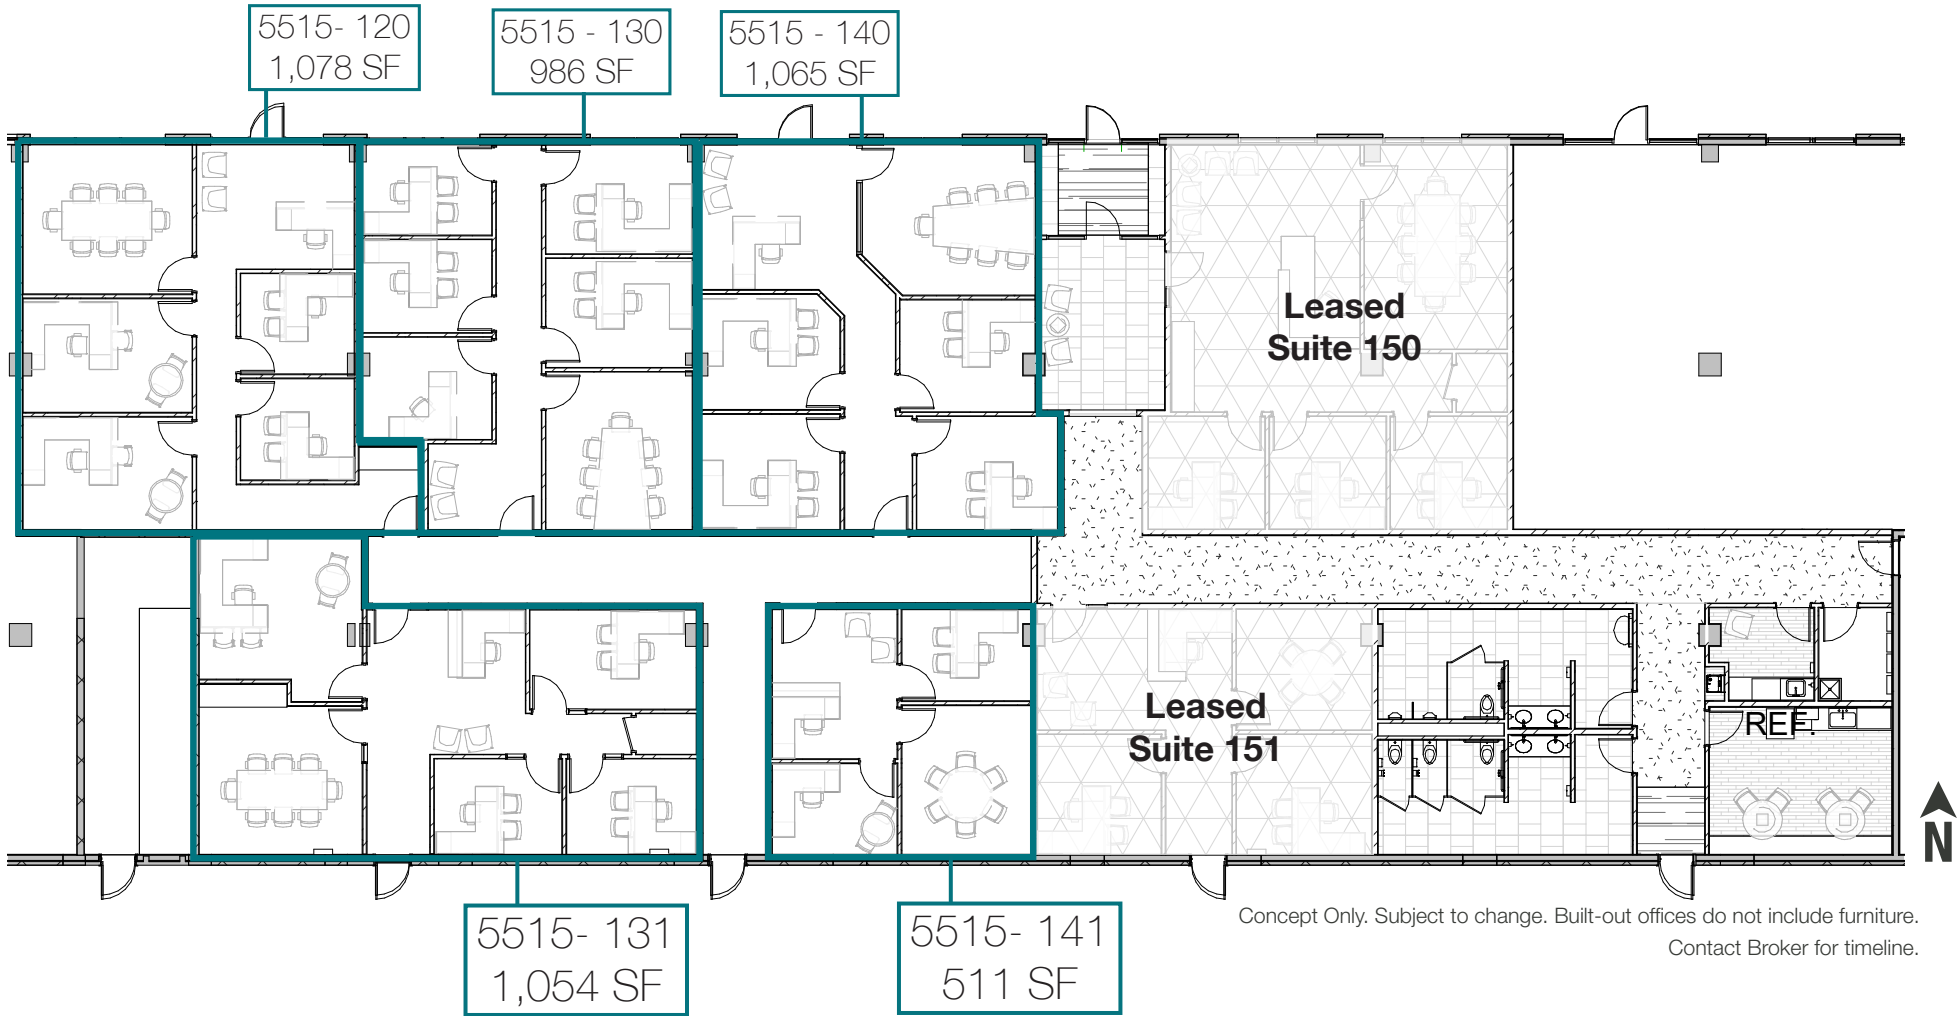 5515- 120
1,078 SF
5515 - 130
986 SF
5515 - 140
1,065 SF
Leased
Suite 150
Leased
Suite 151
REF.
N
5515- 131
1,054 SF
5515- 141
511 SF
Concept Only. Subject to change. Built-out offices do not include furniture.
Contact Broker for timeline.